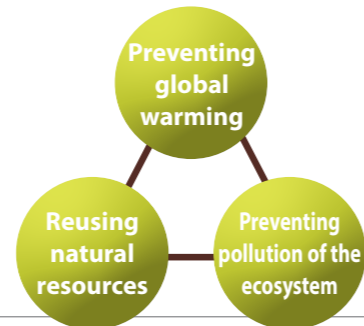 Preventing
global
warming
Reusing
natural
resources
Preventing
pollution of the
ecosystem